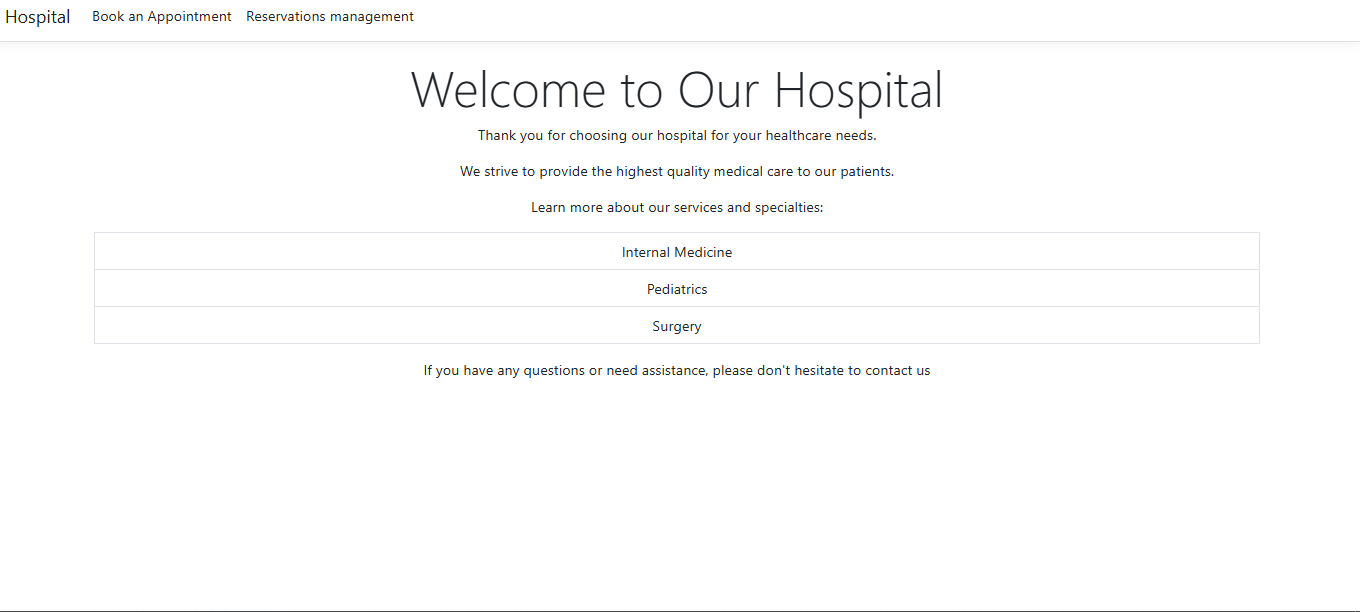 Hospital Book an Appointment Reservations management
Welcome to Our Hospital
Thank you for choosing our hospital for your healthcare needs.
We strive to provide the highest quality medical care to our patients.
Learn more about our services and specialties:
Internal Medicine
Pediatrics
Surgery
If you have any questions or need assistance, please don't hesitate to contact us